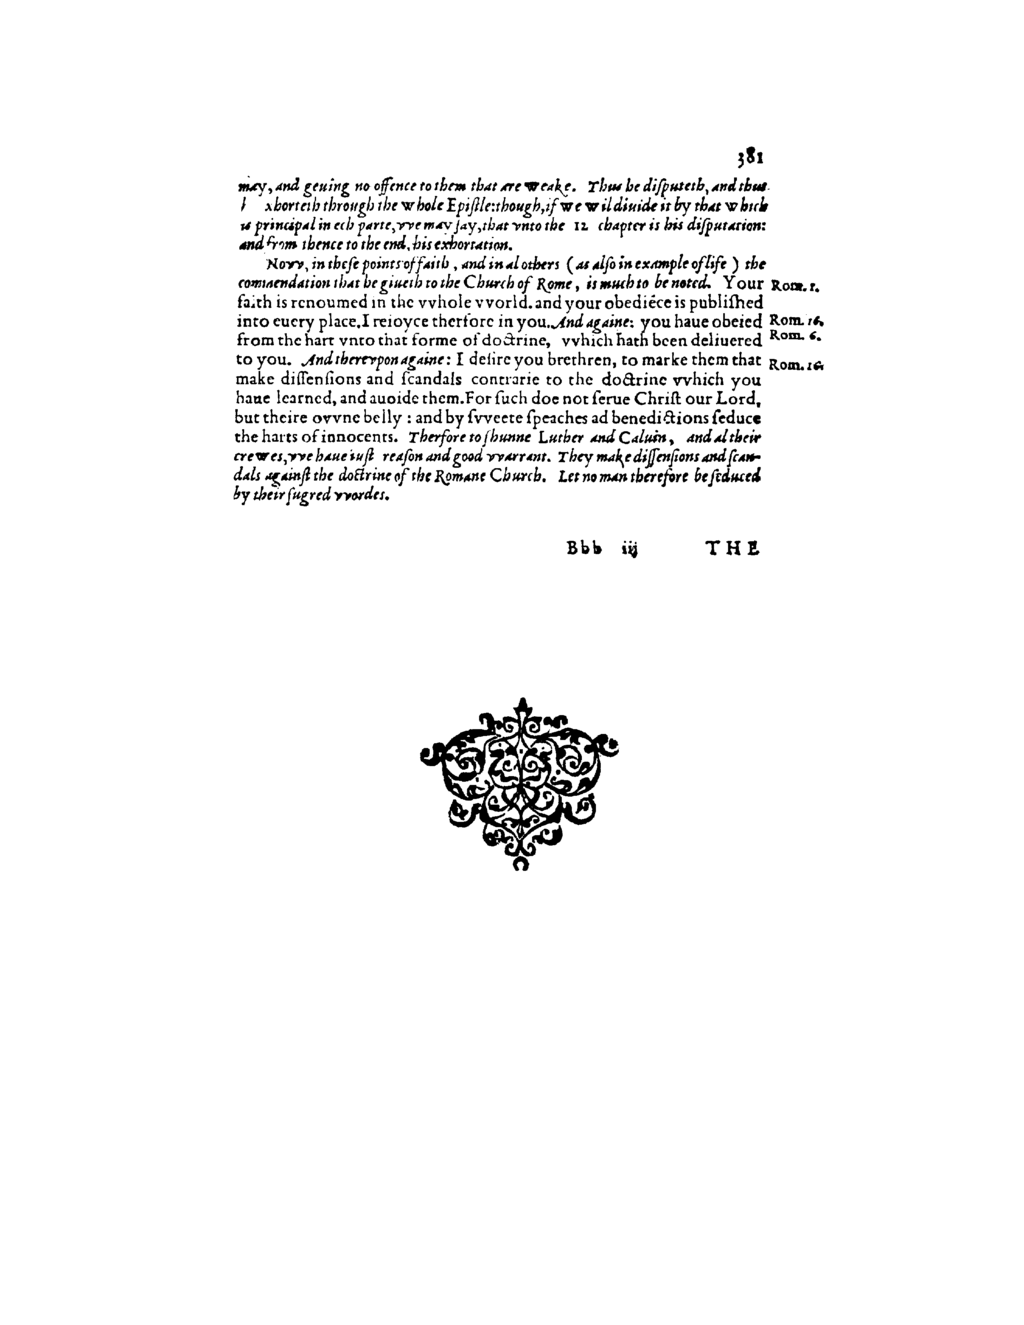 381
may, and geuing no offence to them that are weake. Thus he disputeth, and thus
xhorteth through the whole Epistle: though, if we wil diuide it by that which
is principal in ech parte, vve may say, that vnto the 12 chapter is his disputation:
and from thence to the end, his exhortation.
Novv, in these points of faith, and in al others (as also in example of life) the
commendation that he giueth to the Church of Rome, is much to be noted. Your Rom. 1.
faith is renoumed in the vvhole vvorld. and your obediēce is published
into euery place. I reioyce therfore in you. And againe: you haue obeied Rom. 16.
from the hart vnto that forme of doctrine, vvhich hath been deliuered Rom. 6.
to you. And therevpon againe: I desire you brethren, to marke them that Rom. 16.
make dissensions and scandals contrarie to the doctrine vvhich you
haue learned, and auoide them. For such doe not serue Christ our Lord,
but theire ovvne belly: and by svveete speaches ad benedictions seduce
the harts of innocents. Therfore to shunne Luther and Caluin, and al their
crewes, vve haue iust reason and good vvarrant. They make dissensions and scan-
dals against the doctrine of the Romane Church. Let no man therefore be seduced
by their sugred vvordes.
Bbb iij THE